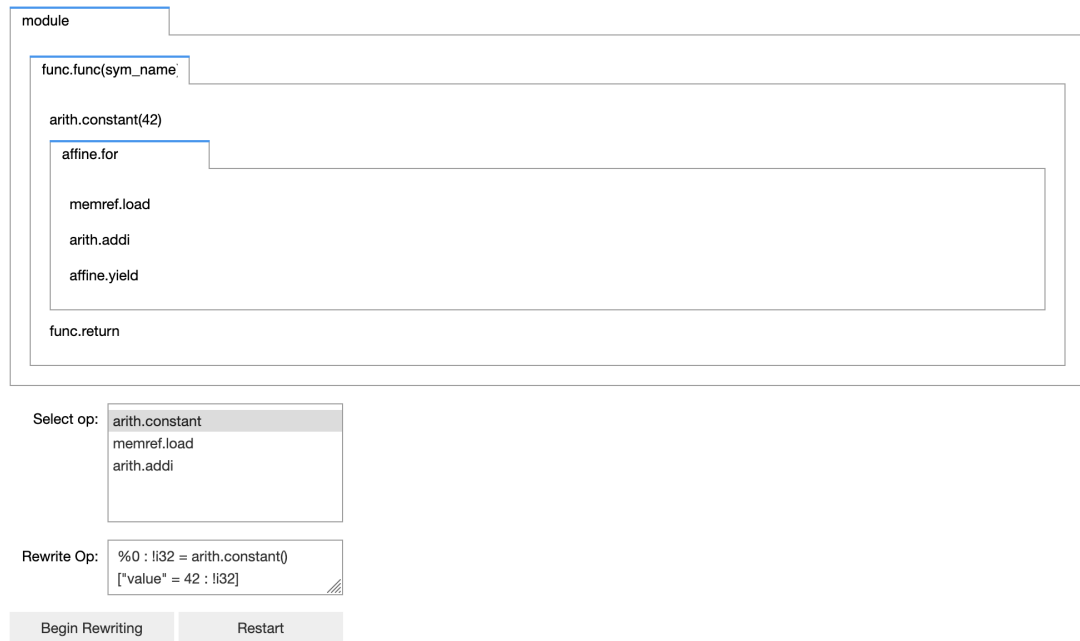 module
func.func(sym_name
arith.constant(42)
affine.for
memref.load
arith.addi
affine.yield
func.return
Select op:
arith.constant
memref.load
arith.addi
Rewrite Op:
%0 : !i32 = arith.constant()
["value" = 42 : !i32]
Begin Rewriting
Restart